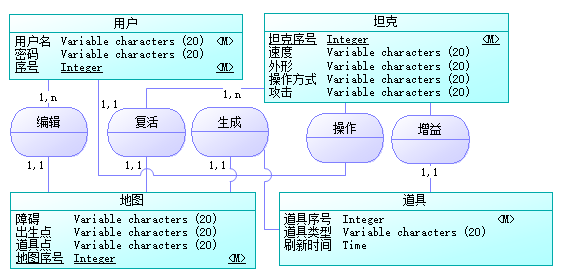 用户
用户名 Variable characters (20) <M>
密码 Variable characters (20)
序号 Integer <M>
坦克
坦克序号 Integer <M>
速度 Variable characters (20)
外形 Variable characters (20)
操作方式 Variable characters (20)
攻击 Variable characters (20)
1,n
1,1
1,n
编辑
复活
生成
操作
增益
1,1
1,1
1,1
1,1
地图
障碍 Variable characters (20)
出生点 Variable characters (20)
道具点 Variable characters (20)
地图序号 Integer <M>
道具
道具序号 Integer <M>
道具类型 Variable characters (20)
刷新时间 Time